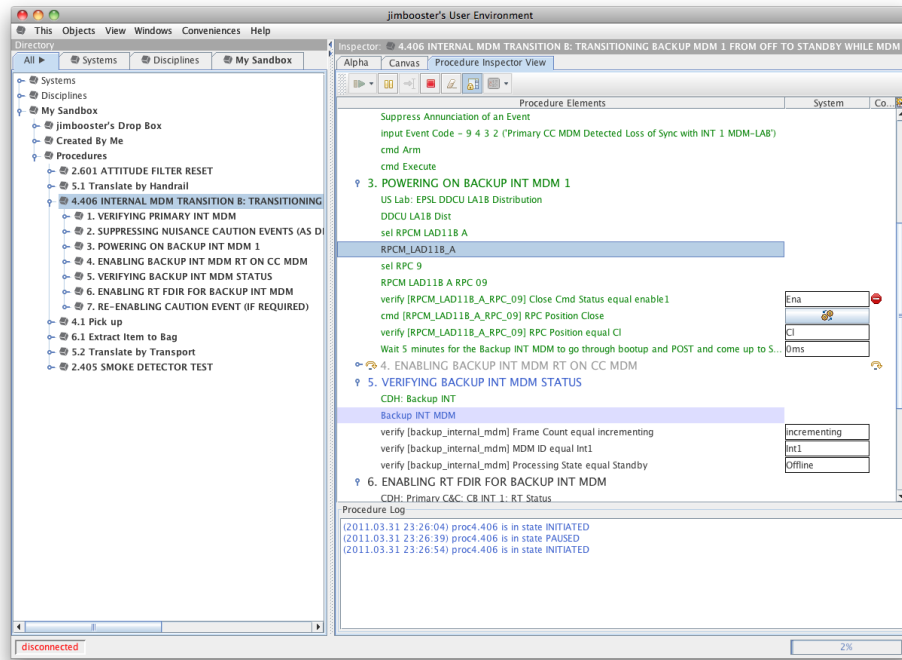 jimbooster's User Environment
This Objects View Windows Conveniences Help
Directory
All Systems Disciplines My Sandbox
Systems
Disciplines
My Sandbox
jimbooster's Drop Box
Created By Me
Procedures
2.601 ATTITUDE FILTER RESET
5.1 Translate by Handrail
4.406 INTERNAL MDM TRANSITION B: TRANSITIONING
1. VERIFYING PRIMARY INT MDM
2. SUPPRESSING NUISANCE CAUTION EVENTS (AS DI
3. POWERING ON BACKUP INT MDM 1
4. ENABLING BACKUP INT MDM RT ON CC MDM
5. VERIFYING BACKUP INT MDM STATUS
6. ENABLING RT FDIR FOR BACKUP INT MDM
7. RE-ENABLING CAUTION EVENT (IF REQUIRED)
4.1 Pick up
6.1 Extract Item to Bag
5.2 Translate by Transport
2.405 SMOKE DETECTOR TEST
disconnected
Inspector: 4.406 INTERNAL MDM TRANSITION B: TRANSITIONING BACKUP MDM 1 FROM OFF TO STANDBY WHILE MDM
Alpha Canvas Procedure Inspector View
Procedure Elements System Co...
Suppress Annunciation of an Event
input Event Code - 9 4 3 2 ('Primary CC MDM Detected Loss of Sync with INT 1 MDM-LAB')
cmd Arm
cmd Execute
3. POWERING ON BACKUP INT MDM 1
US Lab: EPSL DDCU LA1B Distribution
DDCU LA1B Dist
sel RPCM LAD11B A
RPCM_LAD11B_A
sel RPC 9
RPCM LAD11B A RPC 09
verify [RPCM_LAD11B_A_RPC_09] Close Cmd Status equal enable1 Ena
cmd [RPCM_LAD11B_A_RPC_09] RPC Position Close
verify [RPCM_LAD11B_A_RPC_09] RPC Position equal Cl Cl
Wait 5 minutes for the Backup INT MDM to go through bootup and POST and come up to S... 0ms
4. ENABLING BACKUP INT MDM RT ON CC MDM
5. VERIFYING BACKUP INT MDM STATUS
CDH: Backup INT
Backup INT MDM
verify [backup_internal_mdm] Frame Count equal incrementing incrementing
verify [backup_internal_mdm] MDM ID equal Int1 Int1
verify [backup_internal_mdm] Processing State equal Standby Offline
6. ENABLING RT FDIR FOR BACKUP INT MDM
CDH: Primary C&C: CB INT 1: RT Status
Procedure Log
(2011.03.31 23:26:04) proc4.406 is in state INITIATED
(2011.03.31 23:26:39) proc4.406 is in state PAUSED
(2011.03.31 23:26:54) proc4.406 is in state INITIATED
2%